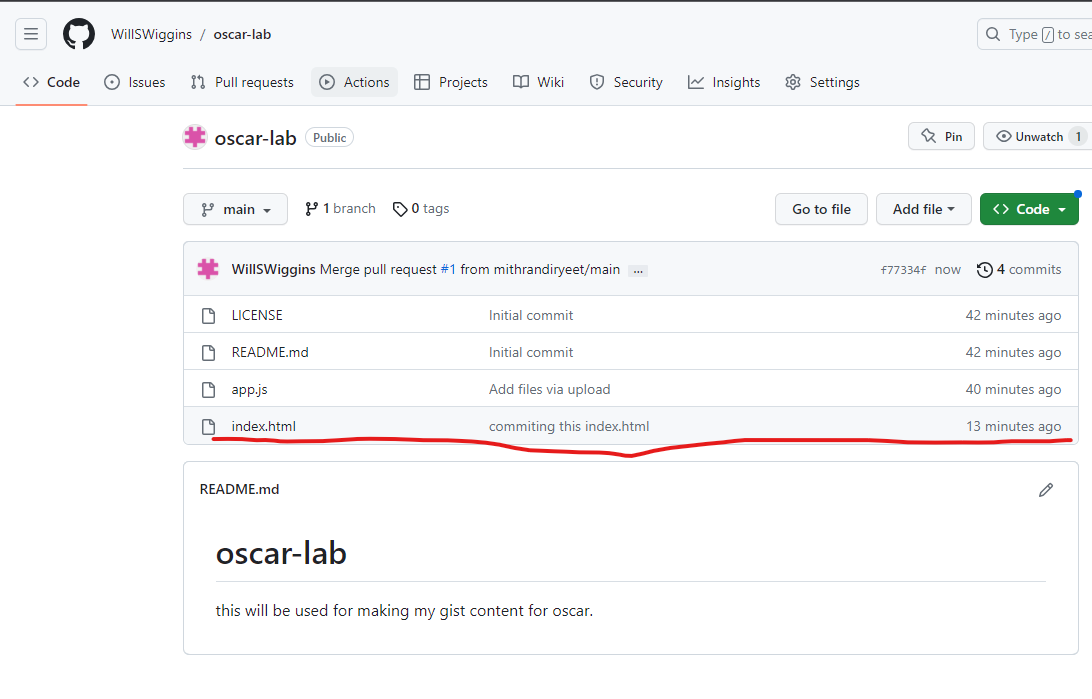 WillSWiggins / oscar-lab
Type / to sea
Code Issues Pull requests Actions Projects Wiki Security Insights Settings
oscar-lab Public Pin Unwatch 1
main 1 branch 0 tags Go to file Add file Code
WillSWiggins Merge pull request #1 from mithrandiryeet/main ... f77334f now 4 commits
LICENSE Initial commit 42 minutes ago
README.md Initial commit 42 minutes ago
app.js Add files via upload 40 minutes ago
index.html commiting this index.html 13 minutes ago
README.md
oscar-lab
this will be used for making my gist content for oscar.